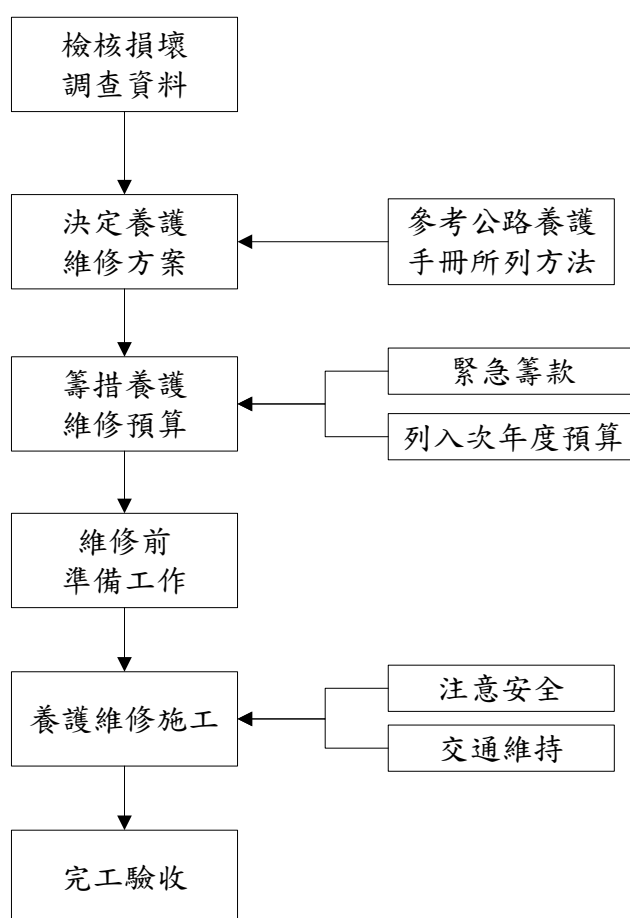 檢核損壞
調查資料
決定養護
維修方案
參考公路養護
手冊所列方法
籌措養護
維修預算
緊急籌款
列入次年度預算
維修前
準備工作
養護維修施工
注意安全
交通維持
完工驗收